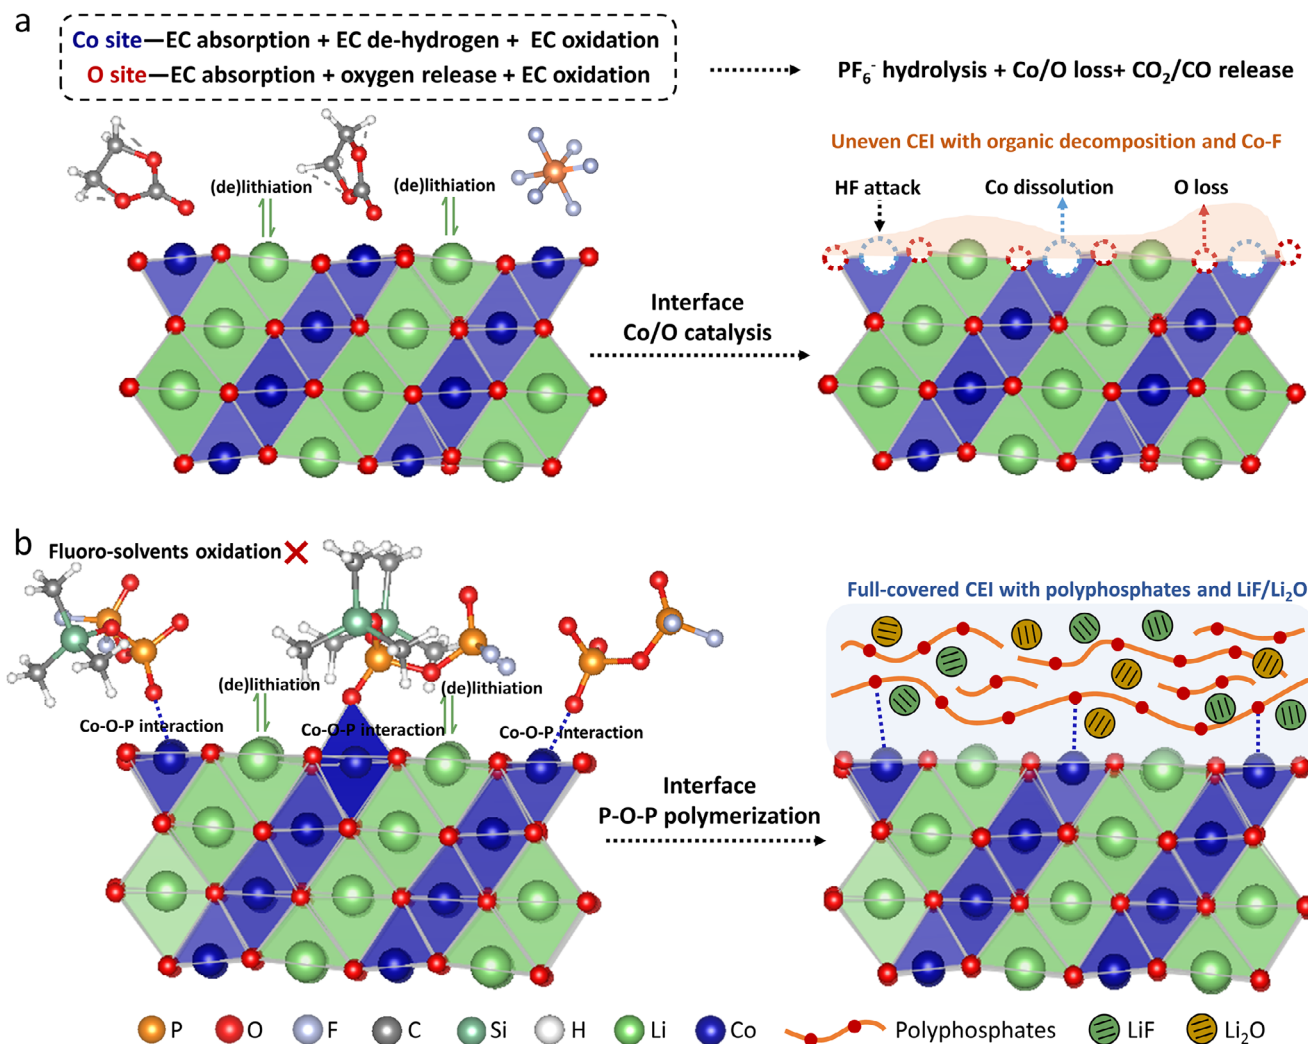 a
Co site—EC absorption + EC de-hydrogen + EC oxidation
O site—EC absorption + oxygen release + EC oxidation
PF6- hydrolysis + Co/O loss+ CO2/CO release
Uneven CEI with organic decomposition and Co-F
(de)lithiation
(de)lithiation
HF attack
Co dissolution
O loss
Interface
Co/O catalysis
b
Fluoro-solvents oxidation
Full-covered CEI with polyphosphates and LiF/Li2O
(de)lithiation
(de)lithiation
Co-O-P interaction
Co-O-P interaction
Co-O-P interaction
Interface
P-O-P polymerization
P
O
F
C
Si
H
Li
Co
Polyphosphates
LiF
Li2O